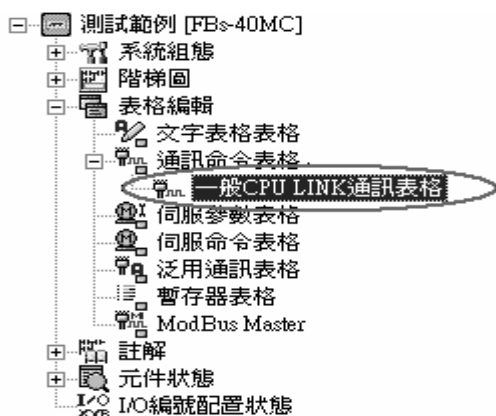 測試範例 [FBs-40MC]
系統組態
階梯圖
表格編輯
文字表格表格
通訊命令表格
一般CPU LINK通訊表格
伺服參數表格
伺服命令表格
泛用通訊表格
暫存器表格
ModBus Master
註解
元件狀態
I/O編號配置狀態